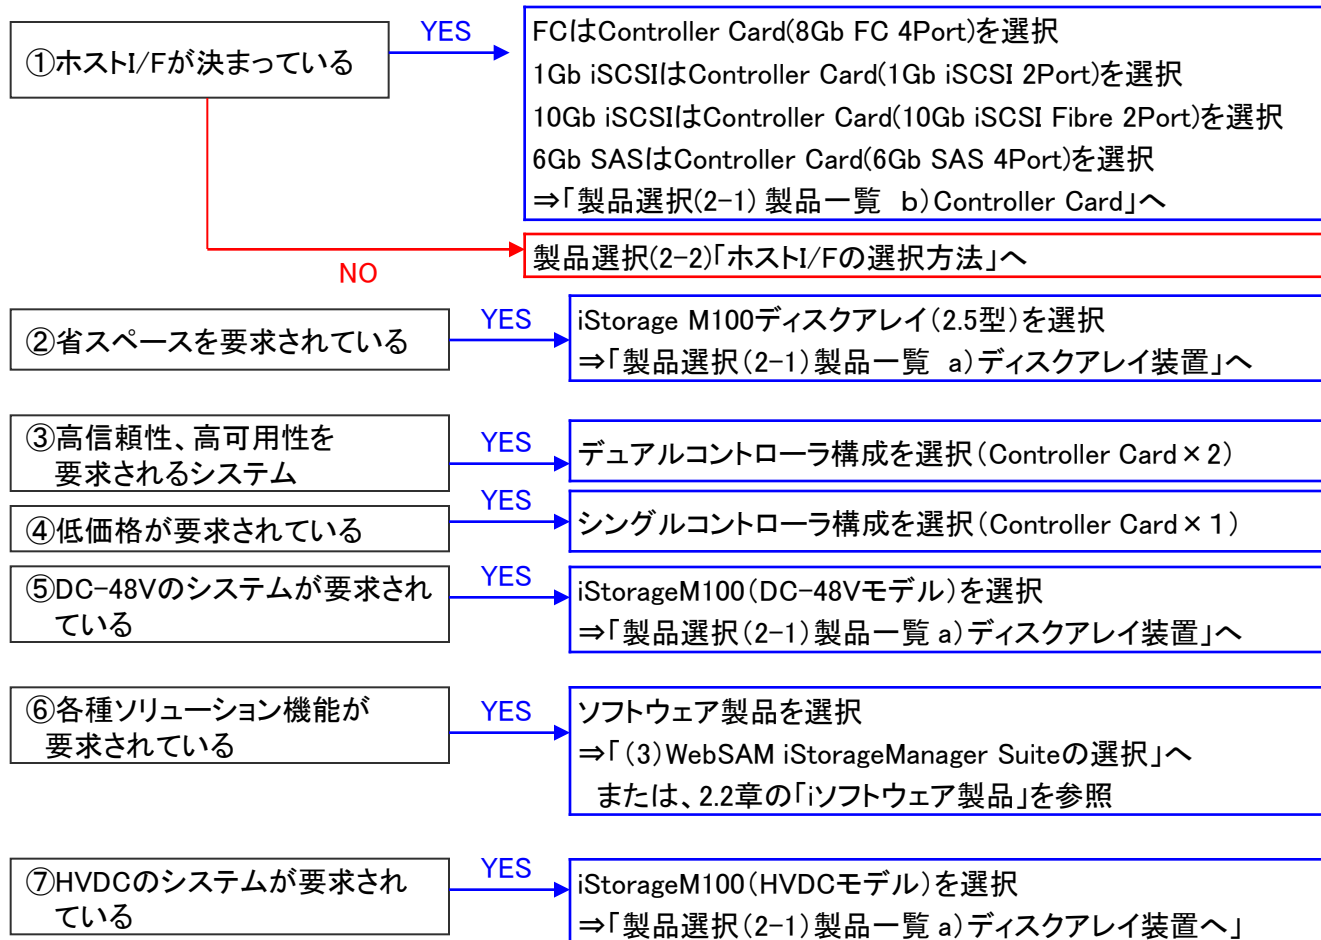 ①ホストI/Fが決まっている
YES
FCはController Card(8Gb FC 4Port)を選択
1Gb iSCSIはController Card(1Gb iSCSI 2Port)を選択
10Gb iSCSIはController Card(10Gb iSCSI Fibre 2Port)を選択
6Gb SASはController Card(6Gb SAS 4Port)を選択
⇒「製品選択(2-1) 製品一覧　b)Controller Card」へ
NO
製品選択(2-2)「ホストI/Fの選択方法」へ
②省スペースを要求されている
YES
iStorage M100ディスクアレイ(2.5型)を選択
⇒「製品選択(2-1)製品一覧　a)ディスクアレイ装置」へ
③高信頼性、高可用性を
要求されるシステム
YES
デュアルコントローラ構成を選択(Controller Card×2)
④低価格が要求されている
YES
シングルコントローラ構成を選択(Controller Card×１)
⑤DC-48Vのシステムが要求され
ている
YES
iStorageM100(DC-48Vモデル)を選択
⇒「製品選択(2-1)製品一覧 a)ディスクアレイ装置」へ
⑥各種ソリューション機能が
要求されている
YES
ソフトウェア製品を選択
⇒「(3)WebSAM iStorageManager Suiteの選択」へ
または、2.2章の「iソフトウェア製品」を参照
⑦HVDCのシステムが要求され
ている
YES
iStorageM100(HVDCモデル)を選択
⇒「製品選択(2-1)製品一覧 a)ディスクアレイ装置へ」